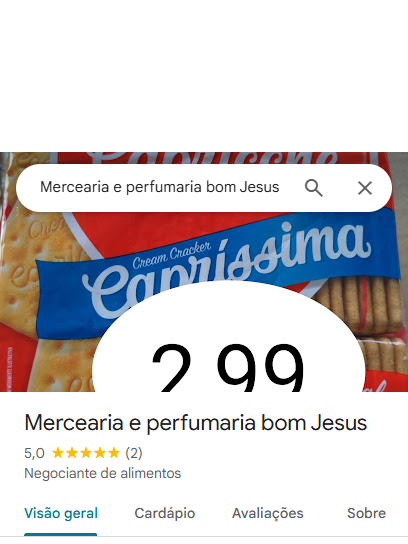 Mercearia e perfumaria bom Jesus
Cream Cracker
Capríssima
2,99
Mercearia e perfumaria bom Jesus
5,0 ★★★★★ (2)
Negociante de alimentos
Visão geral Cardápio Avaliações Sobre